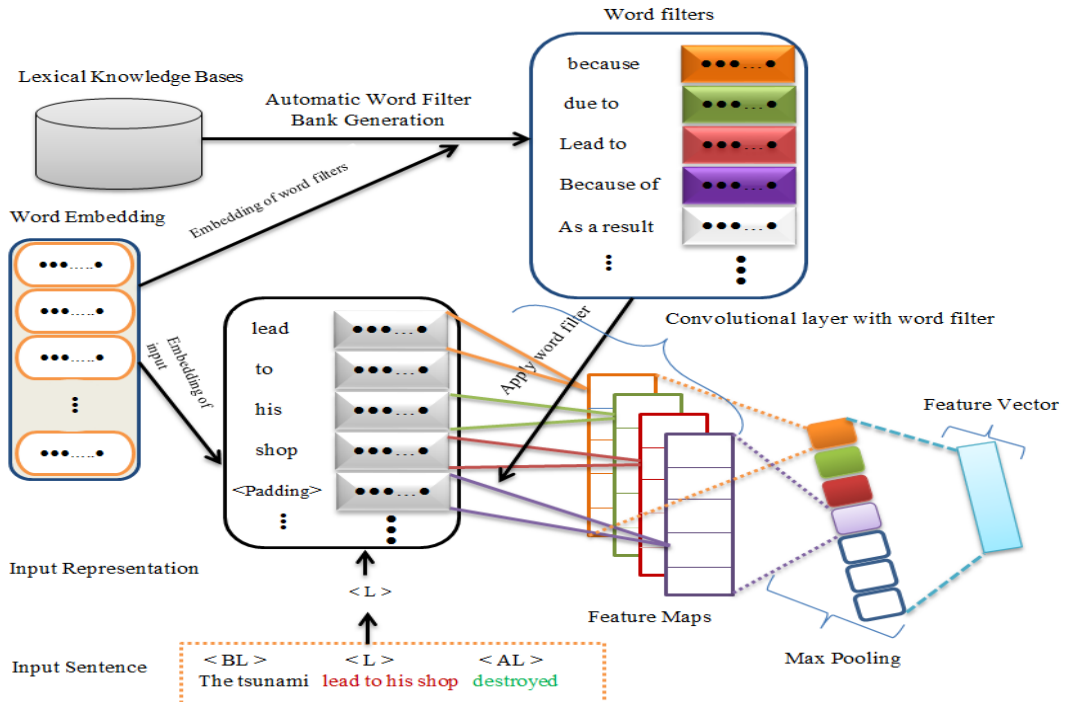 Word filters
because
due to
Lead to
Because of
As a result
Lexical Knowledge Bases
Automatic Word Filter
Bank Generation
Embedding of word filters
Word Embedding
Embedding of
input
lead
to
his
shop
<Padding>
Apply word filter
Convolutional layer with word filter
Feature Vector
Feature Maps
Max Pooling
Input Representation
< L >
Input Sentence
< BL > < L > < AL >
The tsunami lead to his shop destroyed